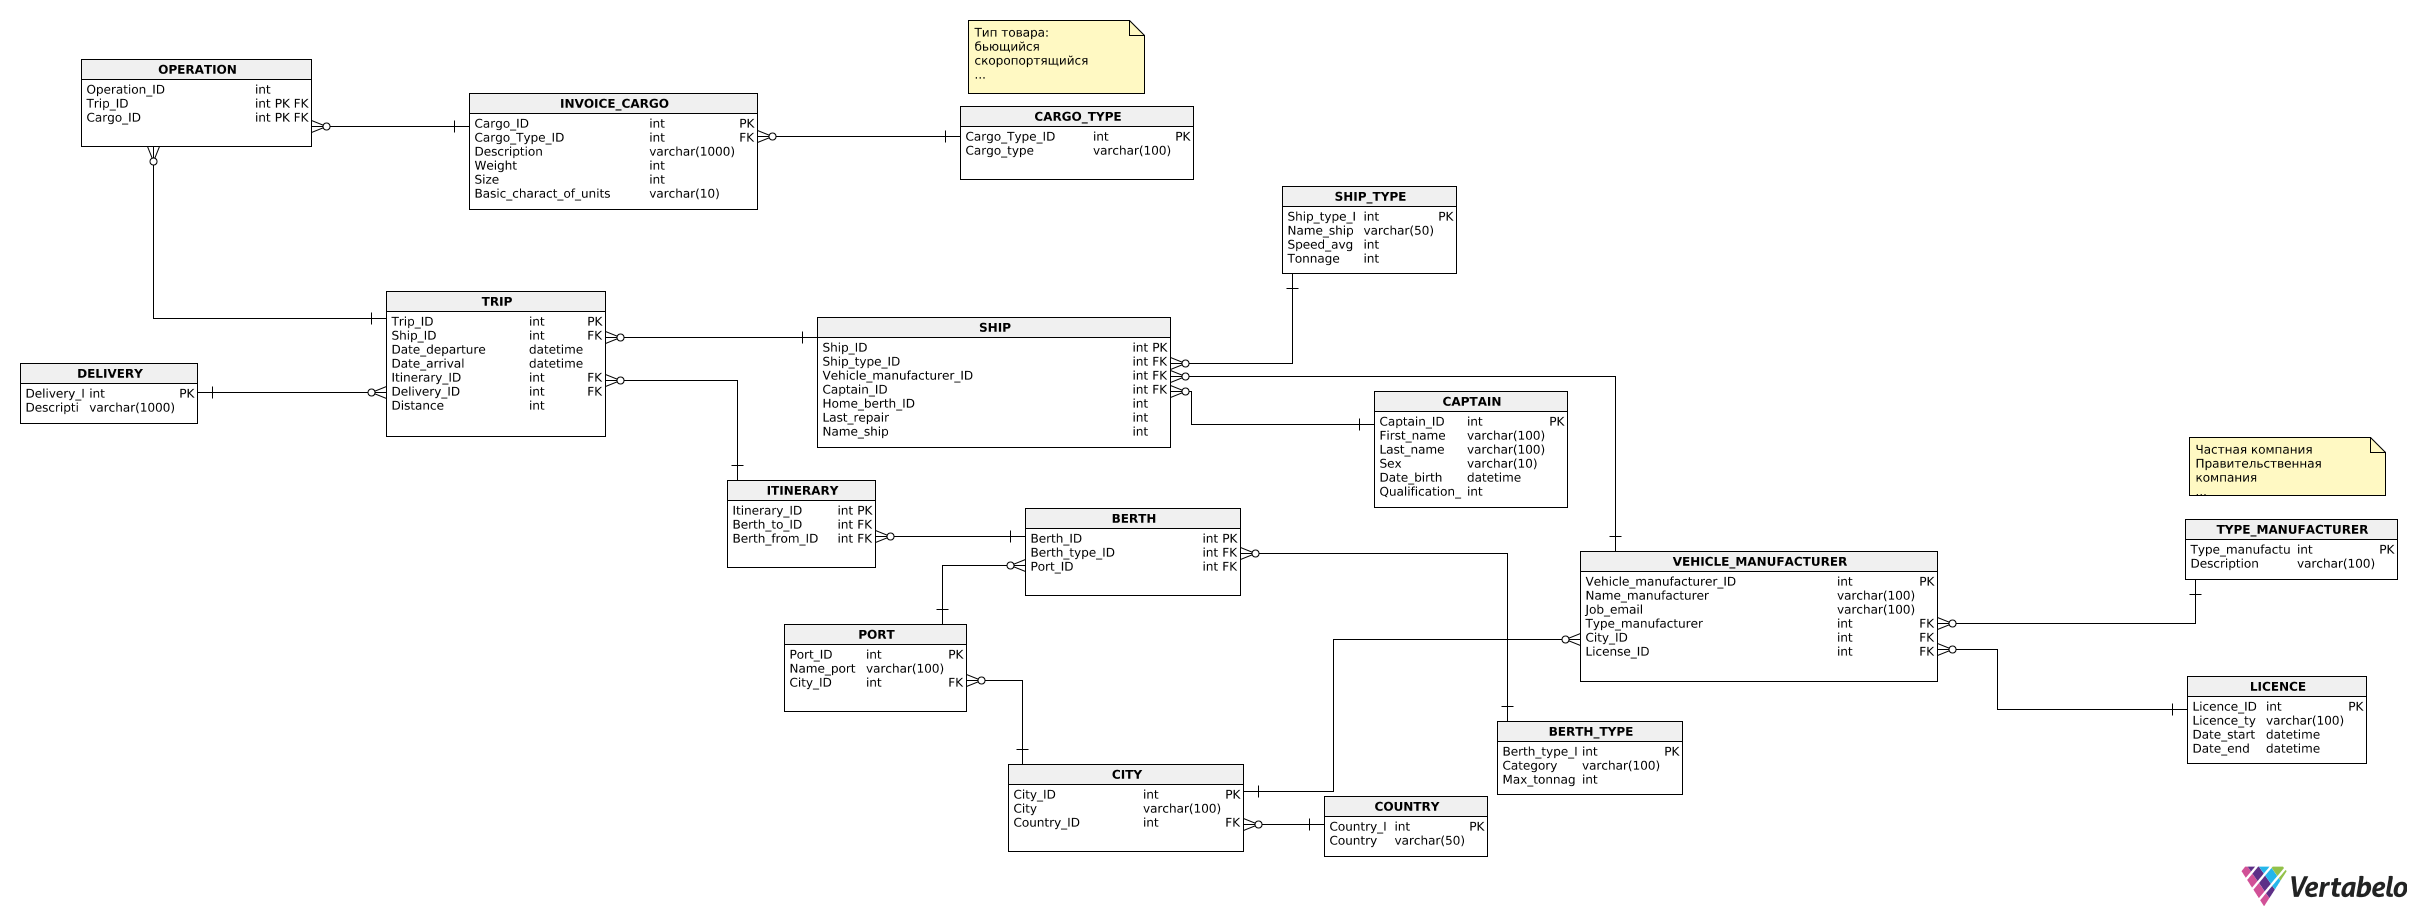 Тип товара:
бьющийся
скоропортящийся
...
OPERATION
Operation_ID int
Trip_ID int PK FK
Cargo_ID int PK FK
INVOICE_CARGO
Cargo_ID int PK
Cargo_Type_ID int FK
Description varchar(1000)
Weight int
Size int
Basic_charact_of_units varchar(10)
CARGO_TYPE
Cargo_Type_ID int PK
Cargo_type varchar(100)
SHIP_TYPE
Ship_type_I int PK
Name_ship varchar(50)
Speed_avg int
Tonnage int
TRIP
Trip_ID int PK
Ship_ID int FK
Date_departure datetime
Date_arrival datetime
Itinerary_ID int FK
Delivery_ID int FK
Distance int
SHIP
Ship_ID int PK
Ship_type_ID int FK
Vehicle_manufacturer_ID int FK
Captain_ID int FK
Home_berth_ID int
Last_repair int
Name_ship int
DELIVERY
Delivery_I int PK
Descripti varchar(1000)
CAPTAIN
Captain_ID int PK
First_name varchar(100)
Last_name varchar(100)
Sex varchar(10)
Date_birth datetime
Qualification_ int
Частная компания
Правительственная
компания
...
ITINERARY
Itinerary_ID int PK
Berth_to_ID int FK
Berth_from_ID int FK
BERTH
Berth_ID int PK
Berth_type_ID int FK
Port_ID int FK
TYPE_MANUFACTURER
Type_manufactu int PK
Description varchar(100)
VEHICLE_MANUFACTURER
Vehicle_manufacturer_ID int PK
Name_manufacturer varchar(100)
Job_email varchar(100)
Type_manufacturer int FK
City_ID int FK
License_ID int FK
PORT
Port_ID int PK
Name_port varchar(100)
City_ID int FK
LICENCE
Licence_ID int PK
Licence_ty varchar(100)
Date_start datetime
Date_end datetime
BERTH_TYPE
Berth_type_I int PK
Category varchar(100)
Max_tonnag int
CITY
City_ID int PK
City varchar(100)
Country_ID int FK
COUNTRY
Country_I int PK
Country varchar(50)
Vertabelo